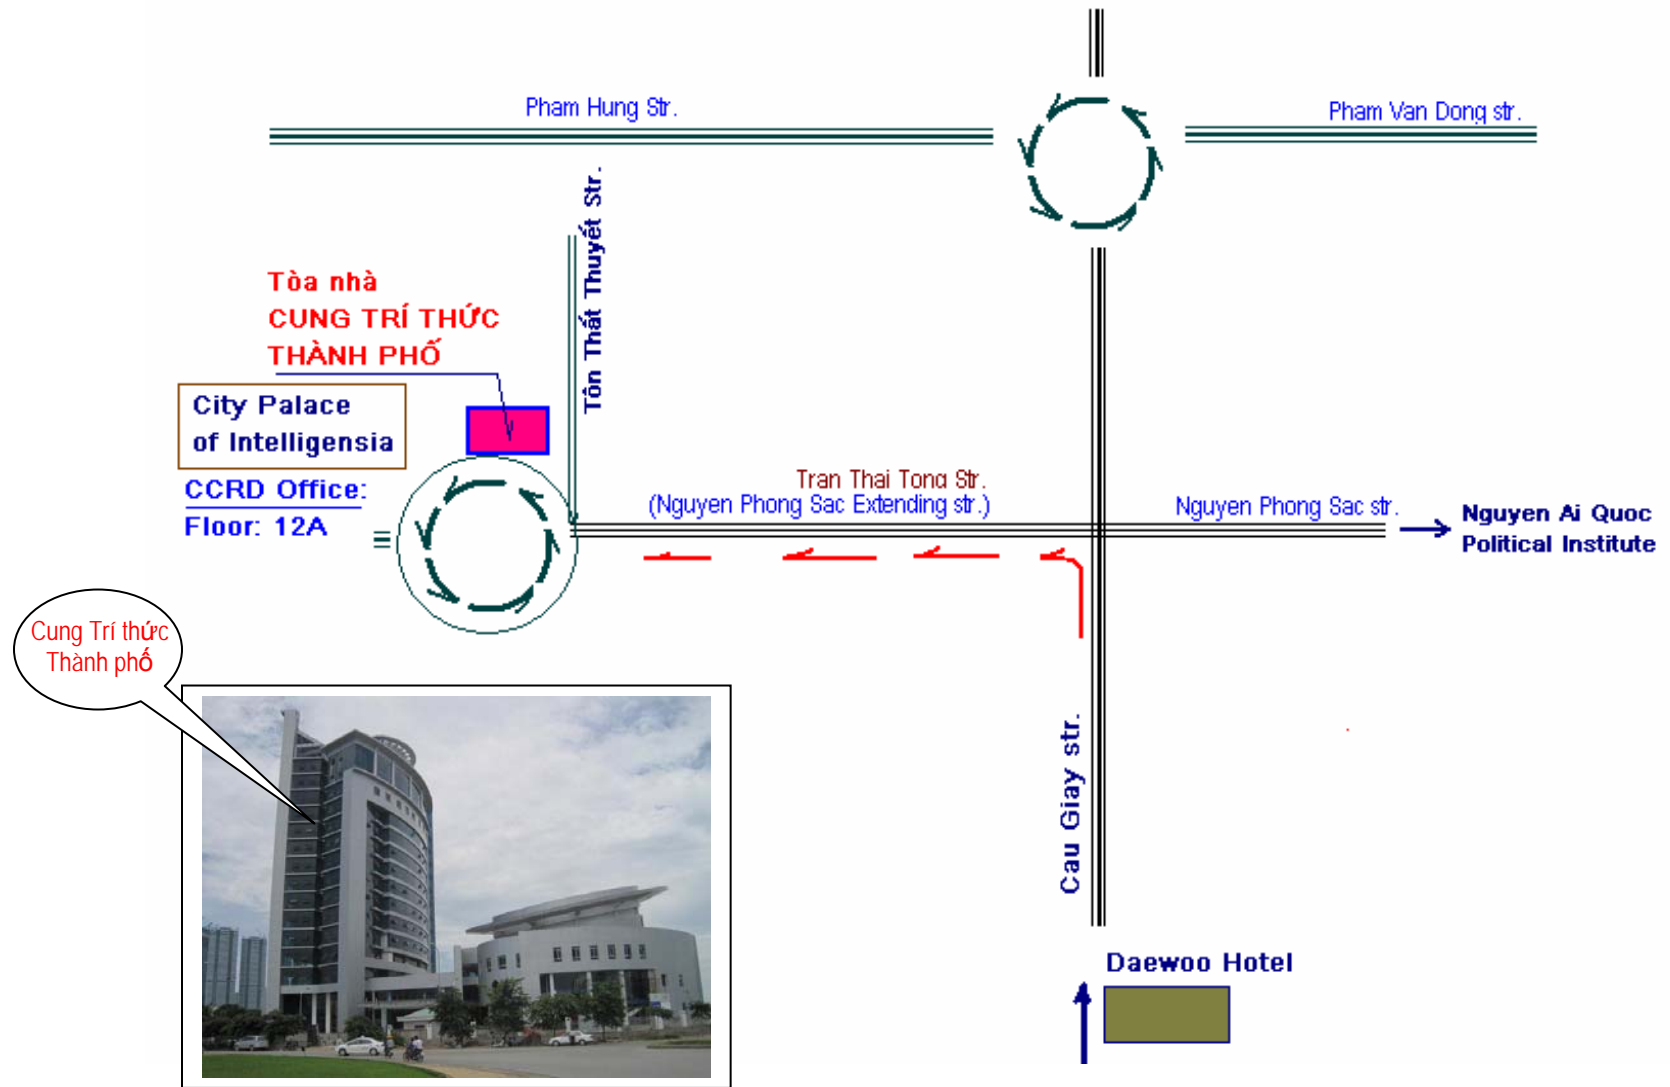 Pham Hung Str.
Pham Van Dong str.
Tôn Thất Thuyết Str.
Tòa nhà
CUNG TRÍ THỨC
THÀNH PHỐ
City Palace
of Intelligensia
CCRD Office:
Floor: 12A
Tran Thai Tong Str.
(Nguyen Phong Sac Extending str.)
Nguyen Phong Sac str.
Nguyen Ai Quoc
Political Institute
Cung Trí thức
Thành phố
Cau Giay str.
Daewoo Hotel